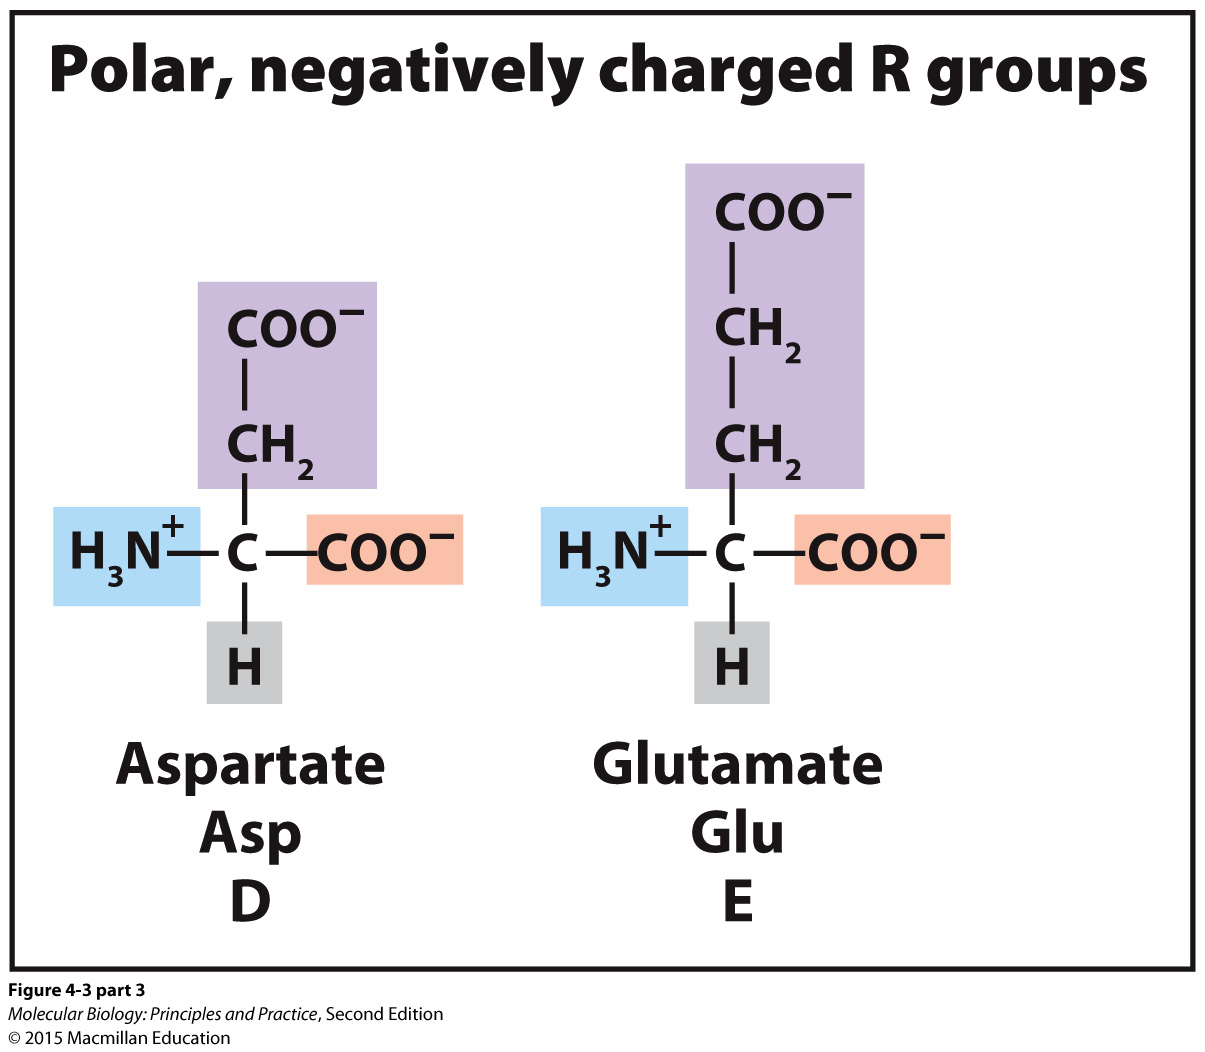 Polar, negatively charged R groups
COO⁻
CH₂
H₃N⁺ C COO⁻
H
Aspartate
Asp
D
COO⁻
CH₂
CH₂
H₃N⁺ C COO⁻
H
Glutamate
Glu
E
Figure 4-3 part 3
Molecular Biology: Principles and Practice, Second Edition
© 2015 Macmillan Education